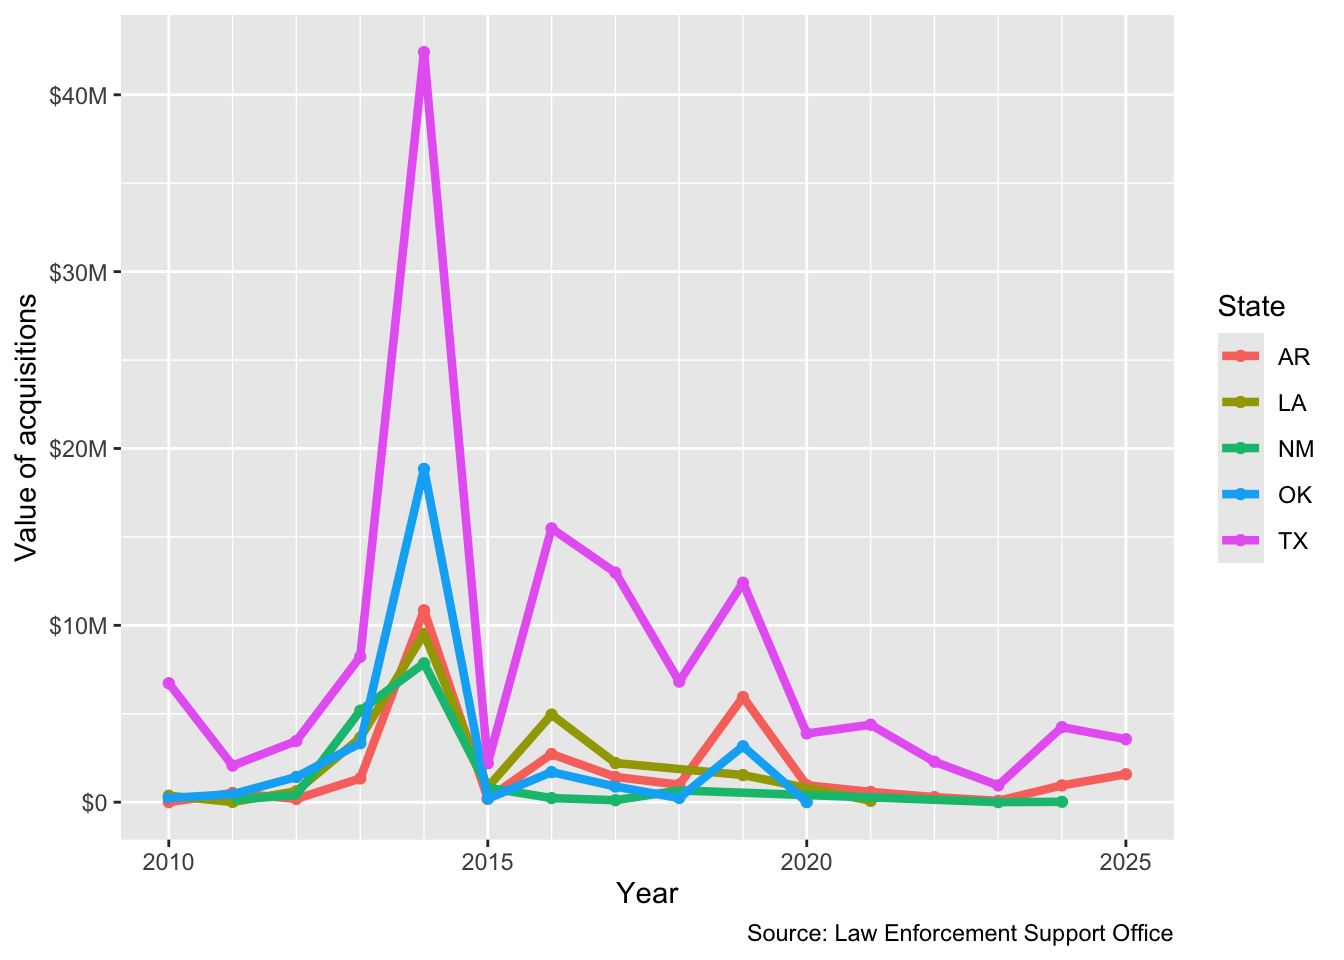 $40M
$30M
$20M
$10M
$0
Value of acquisitions
2010 2015 2020 2025
Year
State
AR
LA
NM
OK
TX
Source: Law Enforcement Support Office